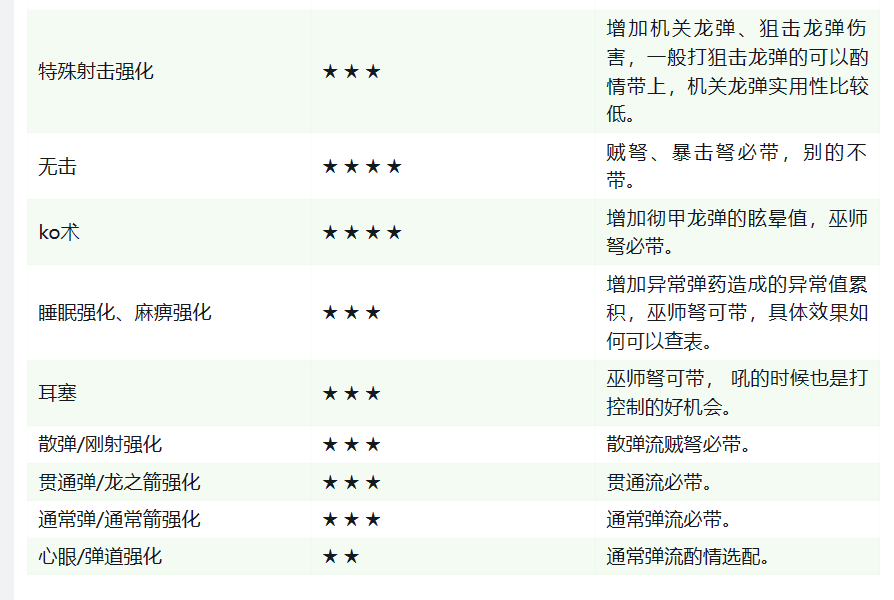 增加机关龙弹、狙击龙弹伤
害，一般打狙击龙弹的可以酌
特殊射击强化 ★★★
情带上，机关龙弹实用性比较
低。
贼弩、暴击弩必带，别的不
无击 ★★★★
带。
增加彻甲龙弹的眩晕值，巫师
ko术 ★★★★
弩必带。
增加异常弹药造成的异常值累
睡眠强化、麻痹强化 ★★★ 积，巫师弩可带，具体效果如
何可以查表。
巫师弩可带， 吼的时候也是打
耳塞 ★★★
控制的好机会。
散弹/刚射强化 ★★★ 散弹流贼弩必带。
贯通弹/龙之箭强化 ★★★ 贯通流必带。
通常弹/通常箭强化 ★★★ 通常弹流必带。
心眼/弹道强化 ★★ 通常弹流酌情选配。